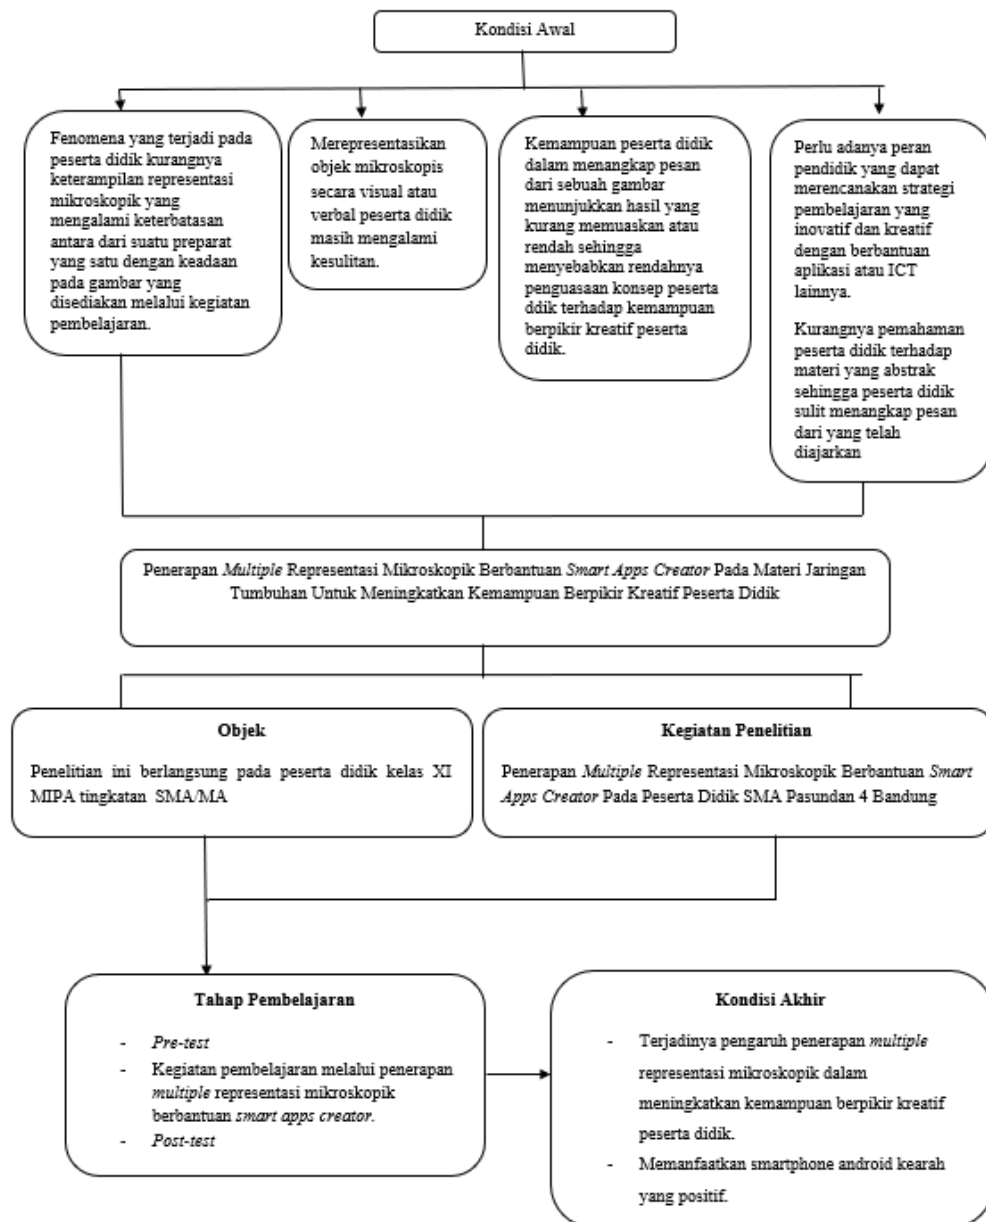 Kondisi Awal
Fenomena yang terjadi pada
peserta didik kurangnya
keterampilan representasi
mikroskopik yang
mengalami keterbatasan
antara dari suatu preparat
yang satu dengan keadaan
pada gambar yang
disediakan melalui kegiatan
pembelajaran.
Merepresentasikan
objek mikroskopis
secara visual atau
verbal peserta didik
masih mengalami
kesulitan.
Kemampuan peserta didik
dalam menangkap pesan
dari sebuah gambar
menunjukkan hasil yang
kurang memuaskan atau
rendah sehingga
menyebabkan rendahnya
penguasaan konsep peserta
ddik terhadap kemampuan
berpikir kreatif peserta
didik.
Perlu adanya peran
pendidik yang dapat
merencanakan strategi
pembelajaran yang
inovatif dan kreatif
dengan berbantuan
aplikasi atau ICT
lainnya.
Kurangnya pemahaman
peserta didik terhadap
materi yang abstrak
sehingga peserta didik
sulit menangkap pesan
dari yang telah
diajarkan
Penerapan Multiple Representasi Mikroskopik Berbantuan Smart Apps Creator Pada Materi Jaringan
Tumbuhan Untuk Meningkatkan Kemampuan Berpikir Kreatif Peserta Didik
Objek
Penelitian ini berlangsung pada peserta didik kelas XI
MIPA tingkatan SMA/MA
Kegiatan Penelitian
Penerapan Multiple Representasi Mikroskopik Berbantuan Smart
Apps Creator Pada Peserta Didik SMA Pasundan 4 Bandung
Tahap Pembelajaran
- Pre-test
- Kegiatan pembelajaran melalui penerapan
multiple representasi mikroskopik
berbantuan smart apps creator.
- Post-test
Kondisi Akhir
- Terjadinya pengaruh penerapan multiple
representasi mikroskopik dalam
meningkatkan kemampuan berpikir kreatif
peserta didik.
- Memanfaatkan smartphone android kearah
yang positif.